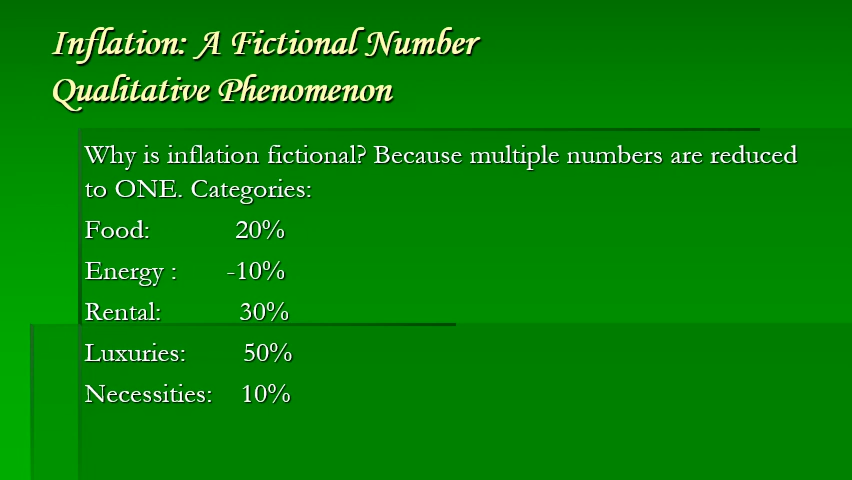 Inflation: A Fictional Number
Qualitative Phenomenon
Why is inflation fictional? Because multiple numbers are reduced
to ONE. Categories:
Food: 20%
Energy : -10%
Rental: 30%
Luxuries: 50%
Necessities: 10%